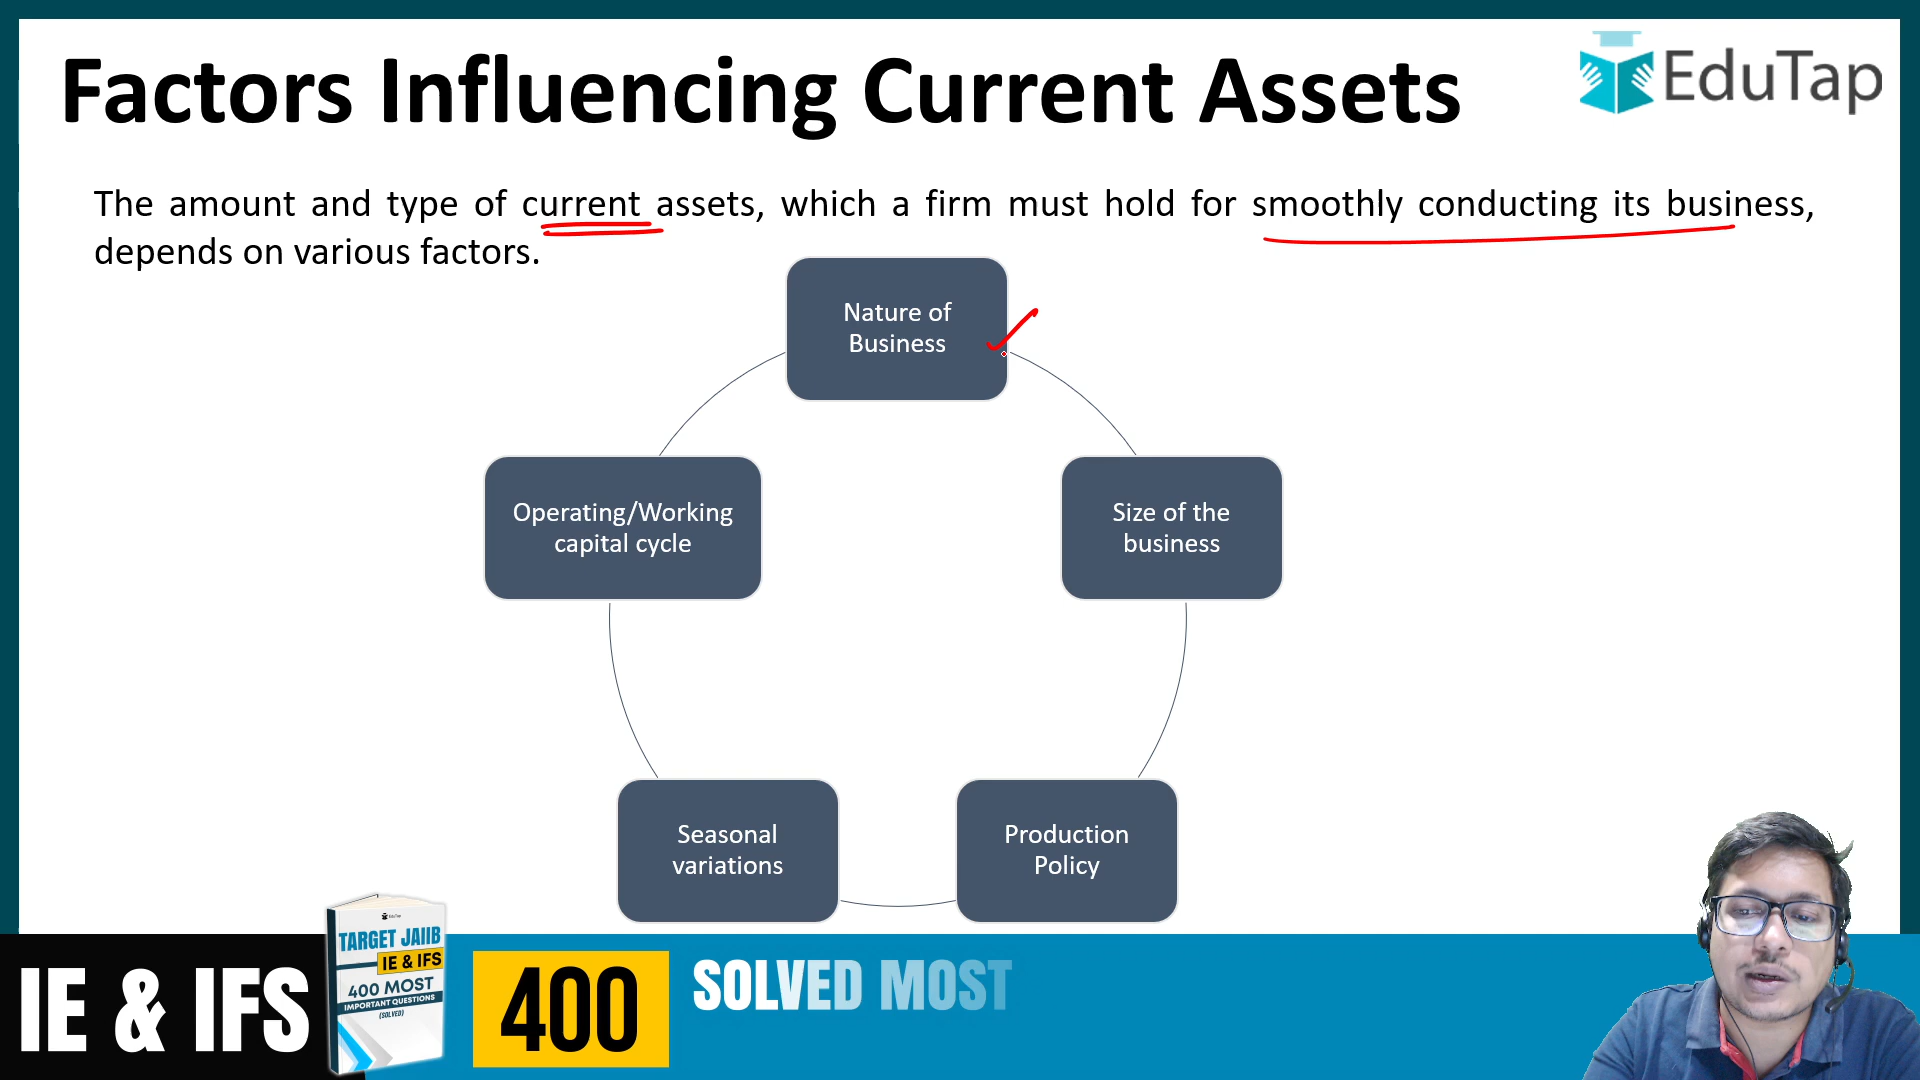 Factors Influencing Current Assets
EduTap
The amount and type of current assets, which a firm must hold for smoothly conducting its business,
depends on various factors.
Nature of
Business
Operating/Working
capital cycle
Size of the
business
Seasonal
variations
Production
Policy
IE & IFS
EduTap
TARGET JAIIB
IE & IFS
400 MOST
IMPORTANT QUESTIONS
(SOLVED)
400
SOLVED MOST